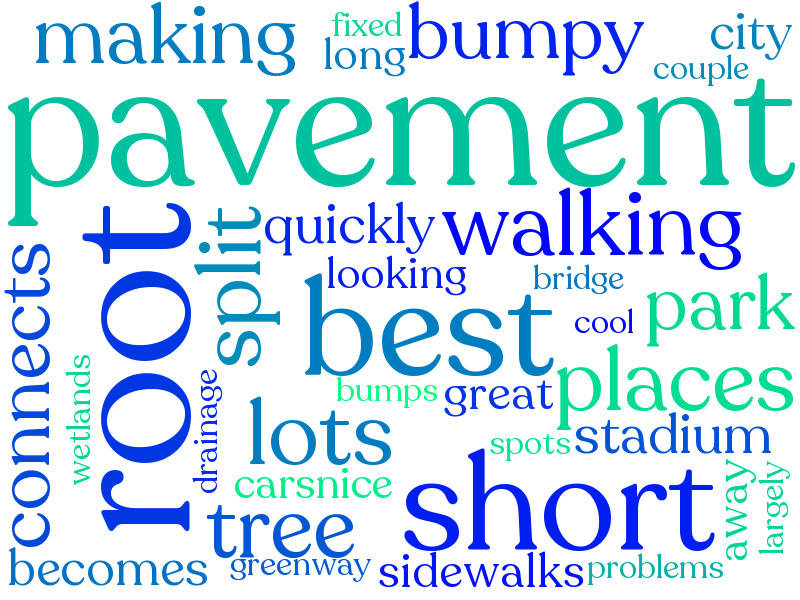 making
fixed
long
bumpy
city
couple
pavement
root
split
quickly
walking
connects
looking
bridge
best
cool
park
wetlands
drainage
bumps
great
places
lots
spots
stadium
carsnice
short
away
largely
tree
becomes
greenway
sidewalks
problems